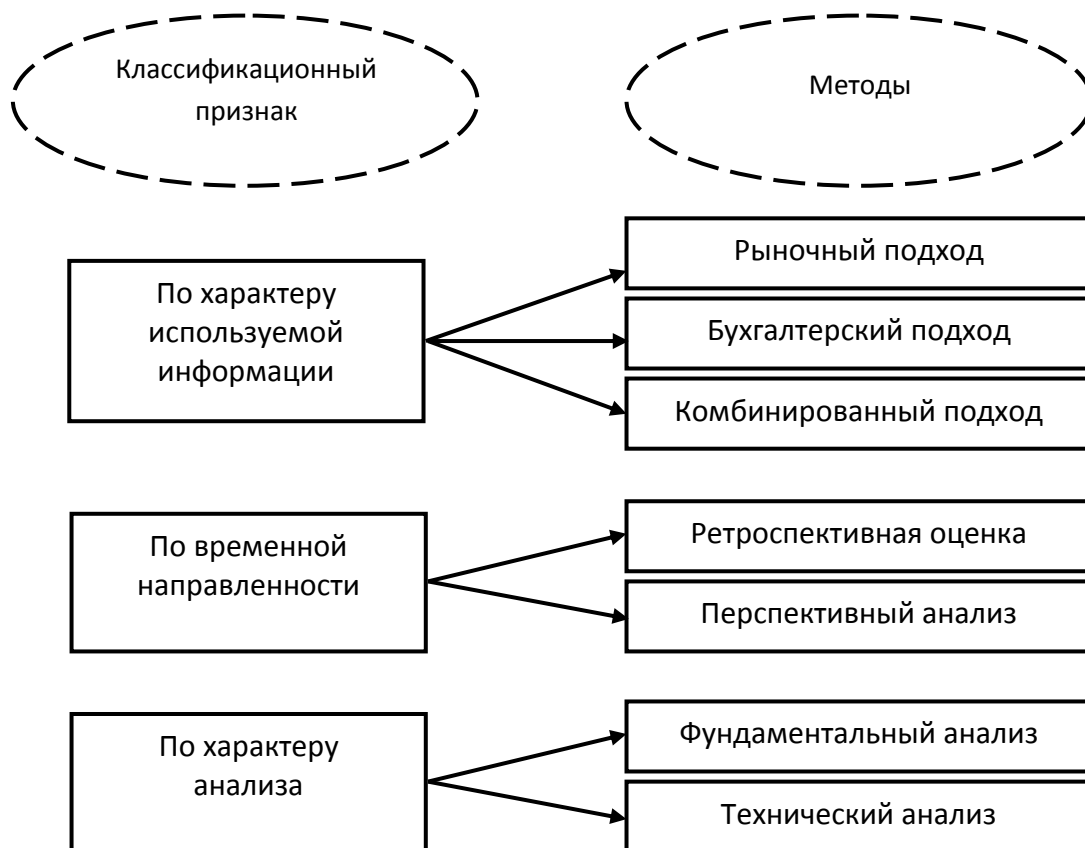 Классификационный
признак
Методы
По характеру
используемой
информации
Рыночный подход
Бухгалтерский подход
Комбинированный подход
По временной
направленности
Ретроспективная оценка
Перспективный анализ
По характеру
анализа
Фундаментальный анализ
Технический анализ